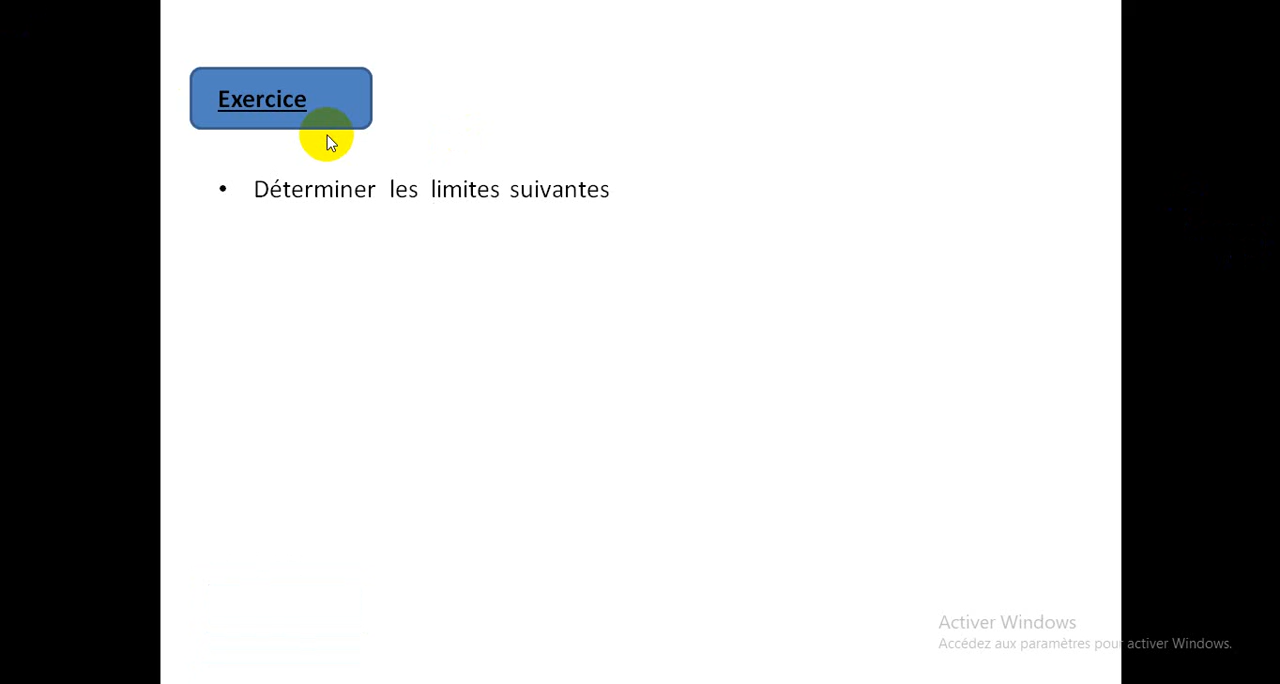 Exercice
• Déterminer les limites suivantes
Activer Windows
Accédez aux paramètres pour activer Windows.